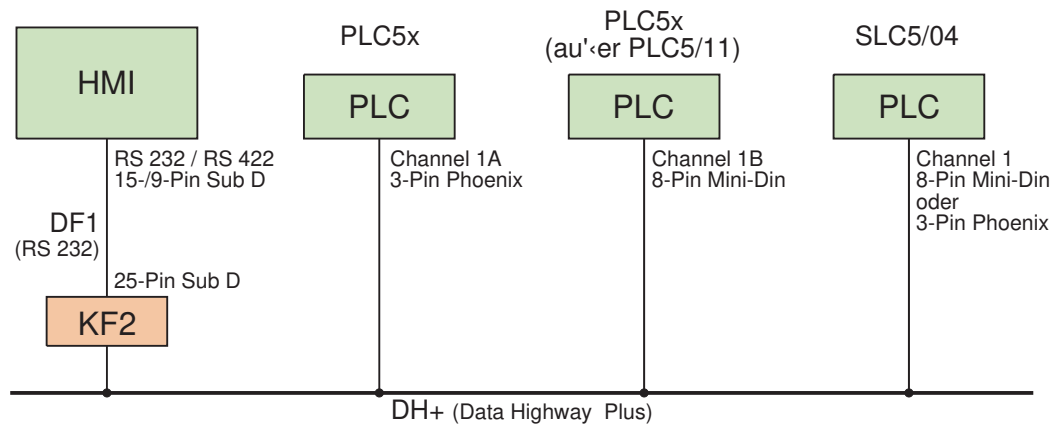 HMI
RS 232 / RS 422
15-/9-Pin Sub D
DF1
(RS 232)
25-Pin Sub D
KF2
PLC5x
PLC
Channel 1A
3-Pin Phoenix
PLC5x
(au'‹er PLC5/11)
PLC
Channel 1B
8-Pin Mini-Din
SLC5/04
PLC
Channel 1
8-Pin Mini-Din
oder
3-Pin Phoenix
DH+ (Data Highway Plus)